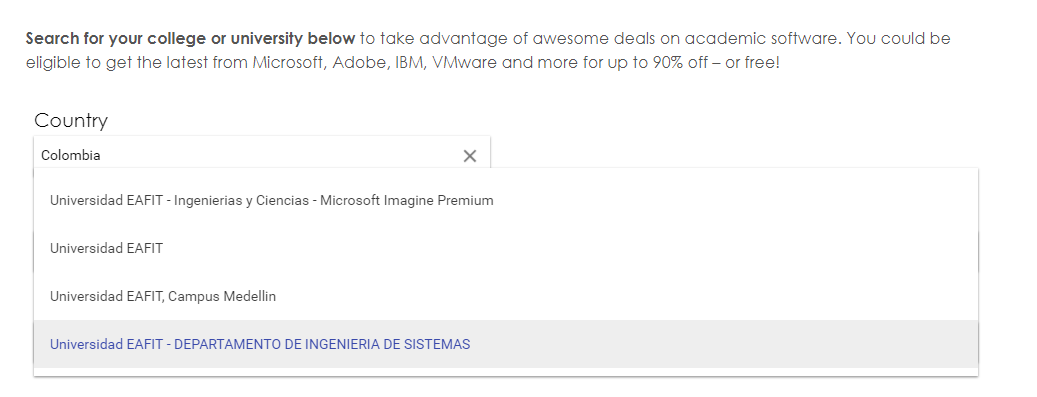 Search for your college or university below to take advantage of awesome deals on academic software. You could be
eligible to get the latest from Microsoft, Adobe, IBM, VMware and more for up to 90% off – or free!
Country
Colombia
Universidad EAFIT - Ingenierias y Ciencias - Microsoft Imagine Premium
Universidad EAFIT
Universidad EAFIT, Campus Medellin
Universidad EAFIT - DEPARTAMENTO DE INGENIERIA DE SISTEMAS